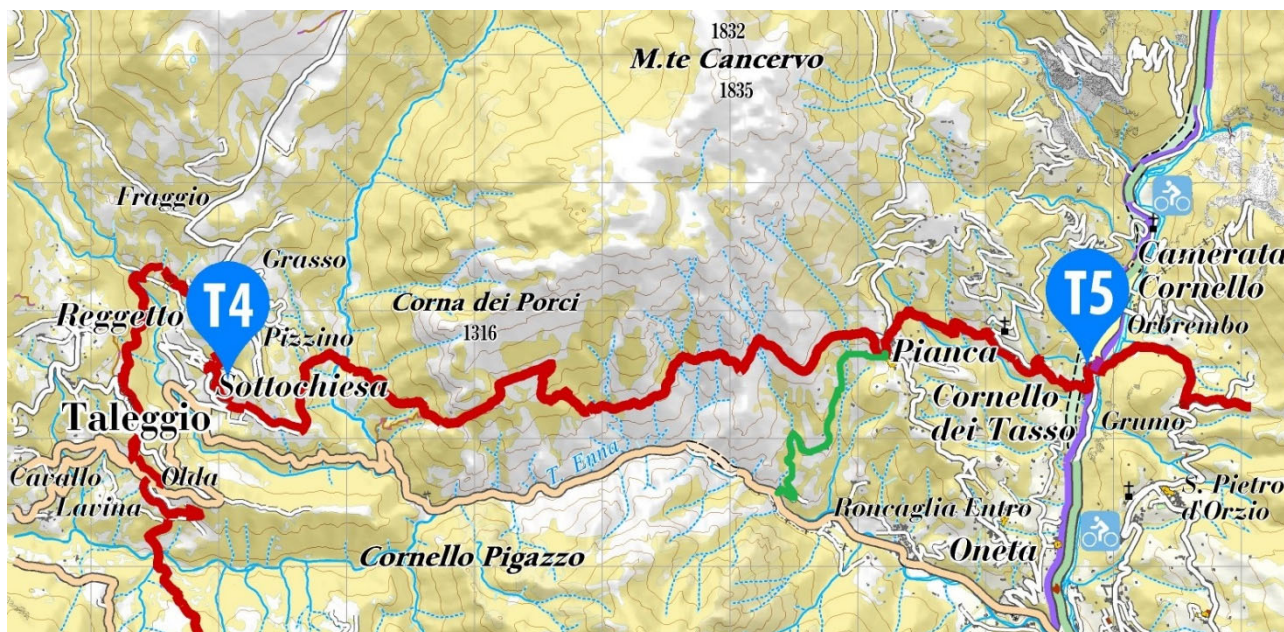 1832
M.te Cancervo
1835
Fraggio
Grasso
T4
Reggetto
Pizzino
Corna dei Porci
1316
Sottochiesa
Taleggio
Cavallo
Olda
Lavina
T. Enna
Cornello Pigazzo
Camerata
Cornello
T5
Orbrembo
Pianca
Cornello
dei Tasso
Grumo
Roncaglia Entro
S. Pietro
d'Orzio
Oneta